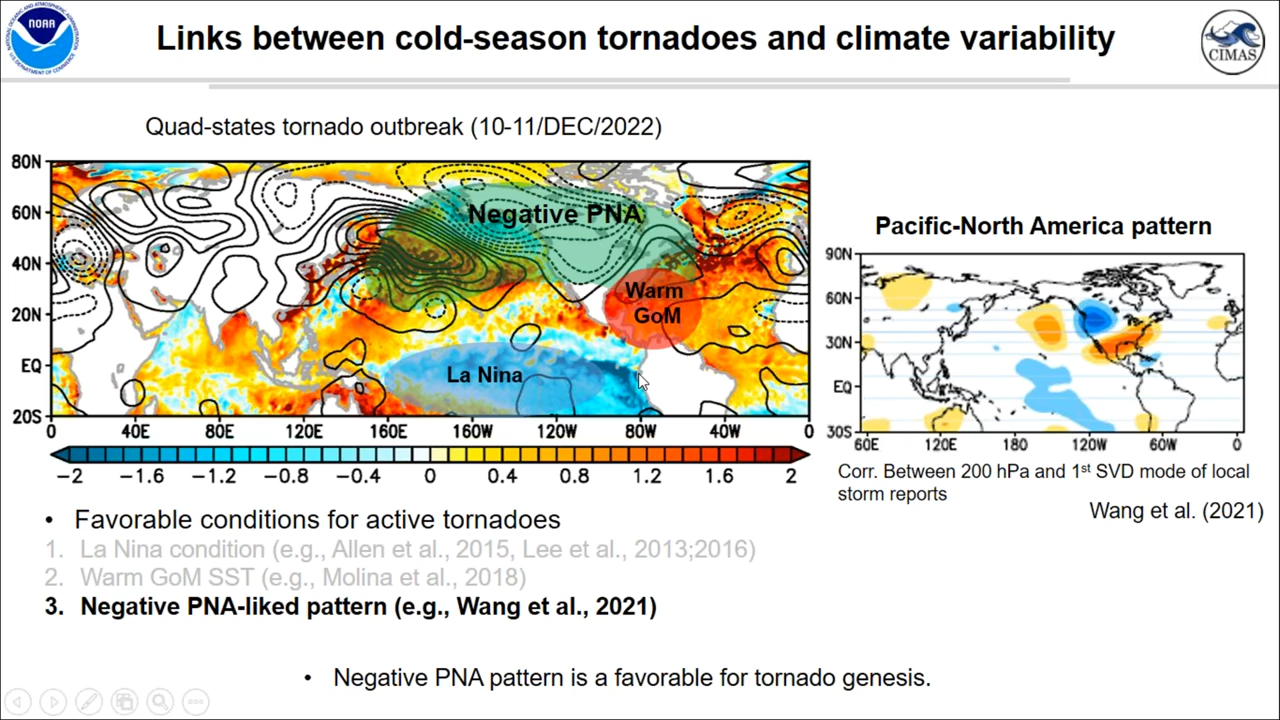 NOAA
Links between cold-season tornadoes and climate variability
CIMAS
Quad-states tornado outbreak (10-11/DEC/2022)
80N
60N
40N
20N
EQ
20S
Negative PNA
Warm
GoM
La Nina
0 40E 80E 120E 160E 160W 120W 80W 40W 0
−2 −1.6 −1.2 −0.8 −0.4 0 0.4 0.8 1.2 1.6 2
Pacific-North America pattern
90N
60N
30N
EQ
30S
60E 120E 180 120W 60W 0
Corr. Between 200 hPa and 1st SVD mode of local
storm reports
Wang et al. (2021)
• Favorable conditions for active tornadoes
1. La Nina condition (e.g., Allen et al., 2015, Lee et al., 2013;2016)
2. Warm GoM SST (e.g., Molina et al., 2018)
3. Negative PNA-liked pattern (e.g., Wang et al., 2021)
• Negative PNA pattern is a favorable for tornado genesis.